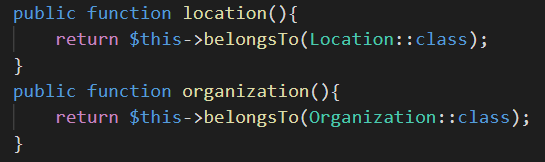 public function location(){
    return $this->belongsTo(Location::class);
}
public function organization(){
    return $this->belongsTo(Organization::class);
}